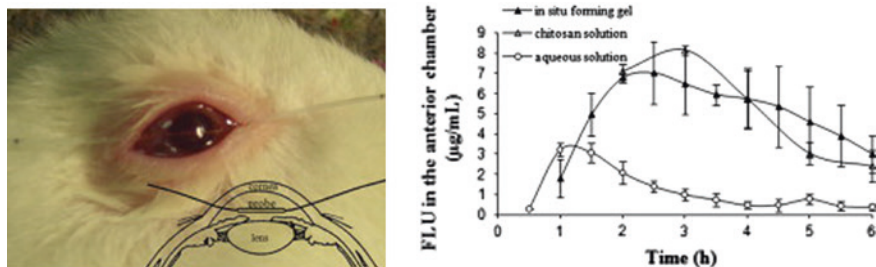 cornea
probe
lens
in situ forming gel
chitosan solution
aqueous solution
FLU in the anterior chamber
(µg/mL)
9
8
7
6
5
4
3
2
1
0
0 1 2 3 4 5 6
Time (h)